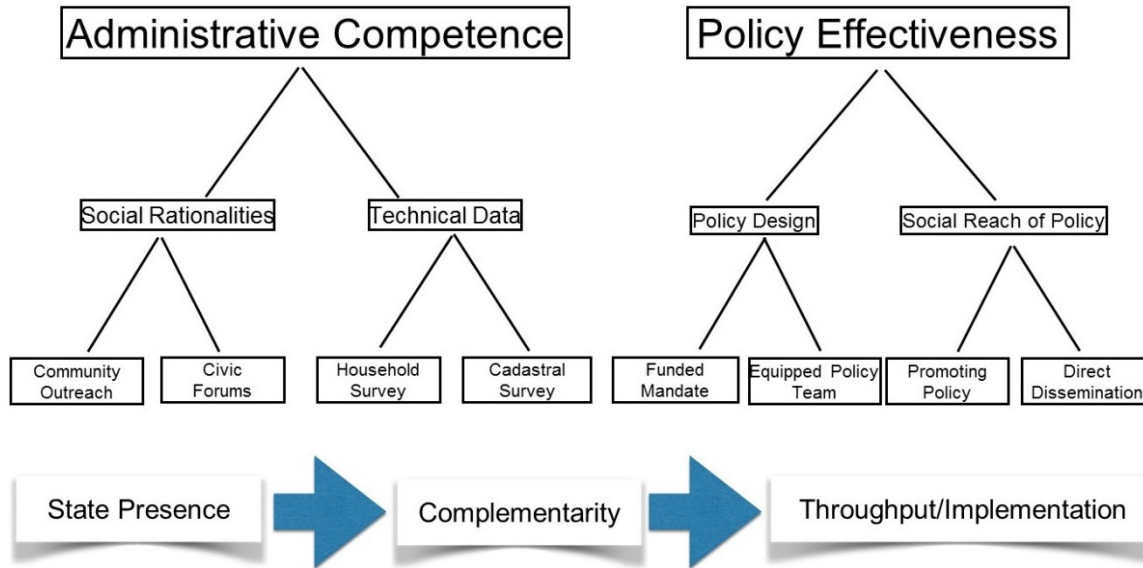 Administrative Competence
Policy Effectiveness
Social Rationalities
Technical Data
Policy Design
Social Reach of Policy
Community
Outreach
Civic
Forums
Household
Survey
Cadastral
Survey
Funded
Mandate
Equipped Policy
Team
Promoting
Policy
Direct
Dissemination
State Presence
Complementarity
Throughput/Implementation